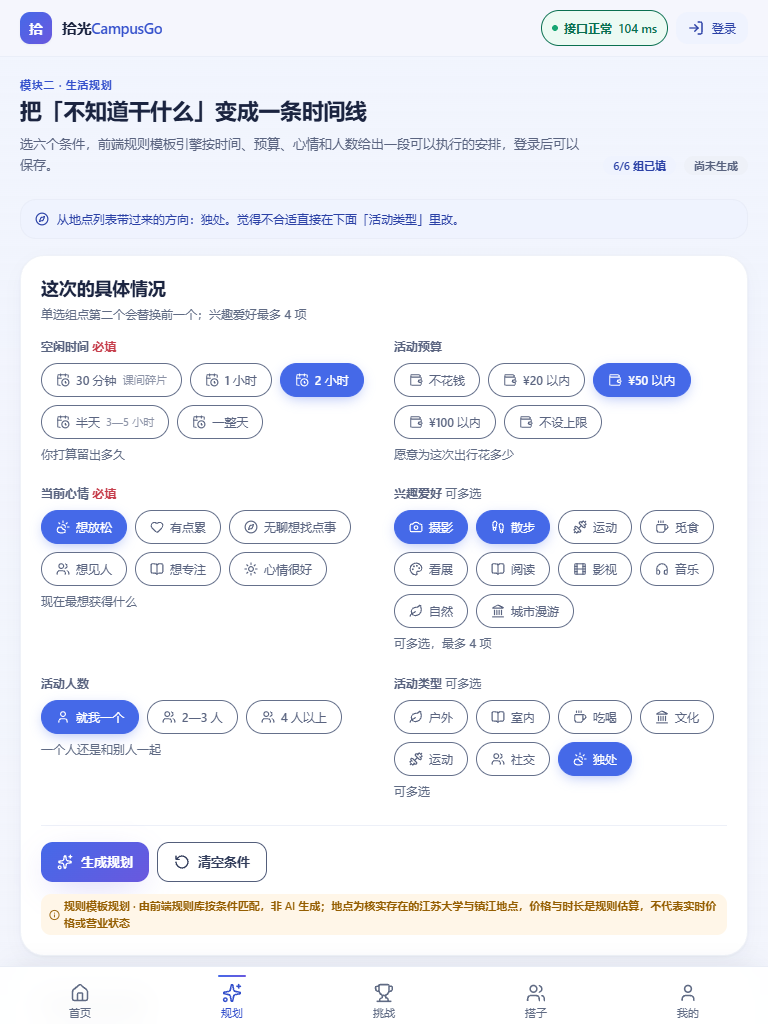 拾 拾光CampusGo 接口正常 104 ms 登录
模块二 · 生活规划
把「不知道干什么」变成一条时间线
选六个条件，前端规则模板引擎按时间、预算、心情和人数给出一段可以执行的安排，登录后可以
保存。
6/6 组已填 尚未生成
从地点列表带过来的方向：独处。觉得不合适直接在下面「活动类型」里改。
这次的具体情况
单选组点第二个会替换前一个；兴趣爱好最多 4 项
空闲时间 必填
30 分钟 课间碎片 1 小时 2 小时
半天 3—5 小时 一整天
你打算留出多久
活动预算
不花钱 ¥20 以内 ¥50 以内
¥100 以内 不设上限
愿意为这次出行花多少
当前心情 必填
想放松 有点累 无聊想找点事
想见人 想专注 心情很好
现在最想获得什么
兴趣爱好 可多选
摄影 散步 运动 觅食
看展 阅读 影视 音乐
自然 城市漫游
可多选，最多 4 项
活动人数
就我一个 2—3 人 4 人以上
一个人还是和别人一起
活动类型 可多选
户外 室内 吃喝 文化
运动 社交 独处
可多选
生成规划 清空条件
规则模板规划 · 由前端规则库按条件匹配，非 AI 生成；地点为核实存在的江苏大学与镇江地点，价格与时长是规则估算，不代表实时价
格或营业状态
首页 规划 挑战 搭子 我的